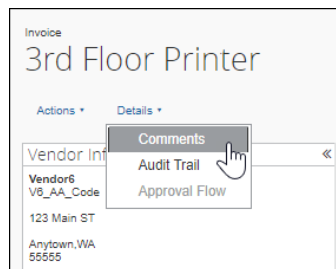 Invoice
3rd Floor Printer
Actions Details
Comments
Vendor Inf
Audit Trail
Vendor6
V6_AA_Code
Approval Flow
123 Main ST
Anytown,WA
55555